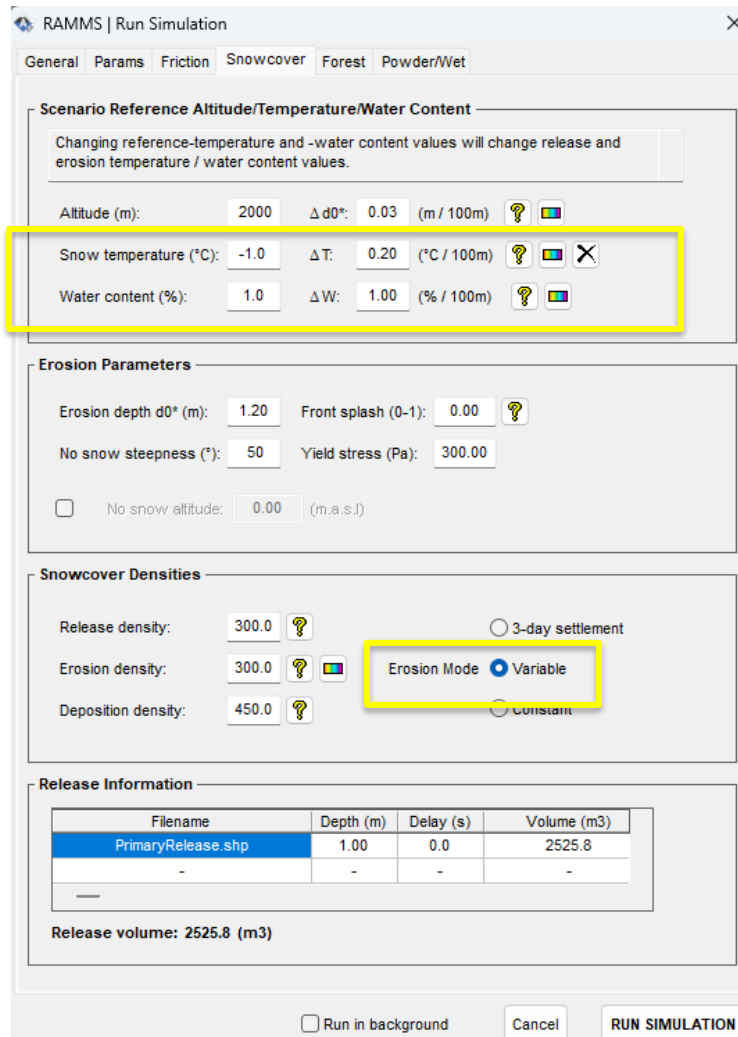 RAMMS | Run Simulation
General Params Friction Snowcover Forest Powder/Wet
Scenario Reference Altitude/Temperature/Water Content
Changing reference-temperature and -water content values will change release and
erosion temperature / water content values.
Altitude (m): 2000 Δ d0*: 0.03 (m / 100m) ?
Snow temperature (°C): -1.0 Δ T: 0.20 (°C / 100m) ?
Water content (%): 1.0 Δ W: 1.00 (% / 100m) ?
Erosion Parameters
Erosion depth d0* (m): 1.20 Front splash (0-1): 0.00 ?
No snow steepness (°): 50 Yield stress (Pa): 300.00
No snow altitude: 0.00 (m.a.s.l)
Snowcover Densities
Release density: 300.0 ? 3-day settlement
Erosion density: 300.0 ? Erosion Mode Variable
Deposition density: 450.0 ? Constant
Release Information
Filename Depth (m) Delay (s) Volume (m3)
PrimaryRelease.shp 1.00 0.0 2525.8
- - - -
Release volume: 2525.8 (m3)
Run in background Cancel RUN SIMULATION